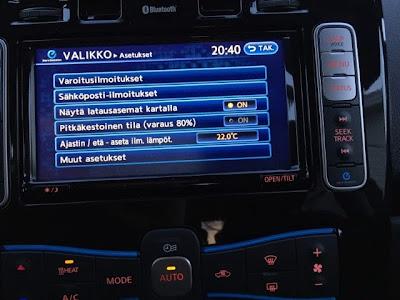 Bluetooth
VALIKKO ▸ Asetukset
20:40
TAK.
Varoitusilmoitukset
Sähköposti-ilmoitukset
Näytä latausasemat kartalla
ON
Pitkäkestoinen tila (varaus 80%)
ON
Ajastin / etä - aseta ilm. lämpöt.
22.0°C
Muut asetukset
MENU
STATUS
SEEK
TRACK
OPEN/TILT
HEAT
A/C
MODE
AUTO